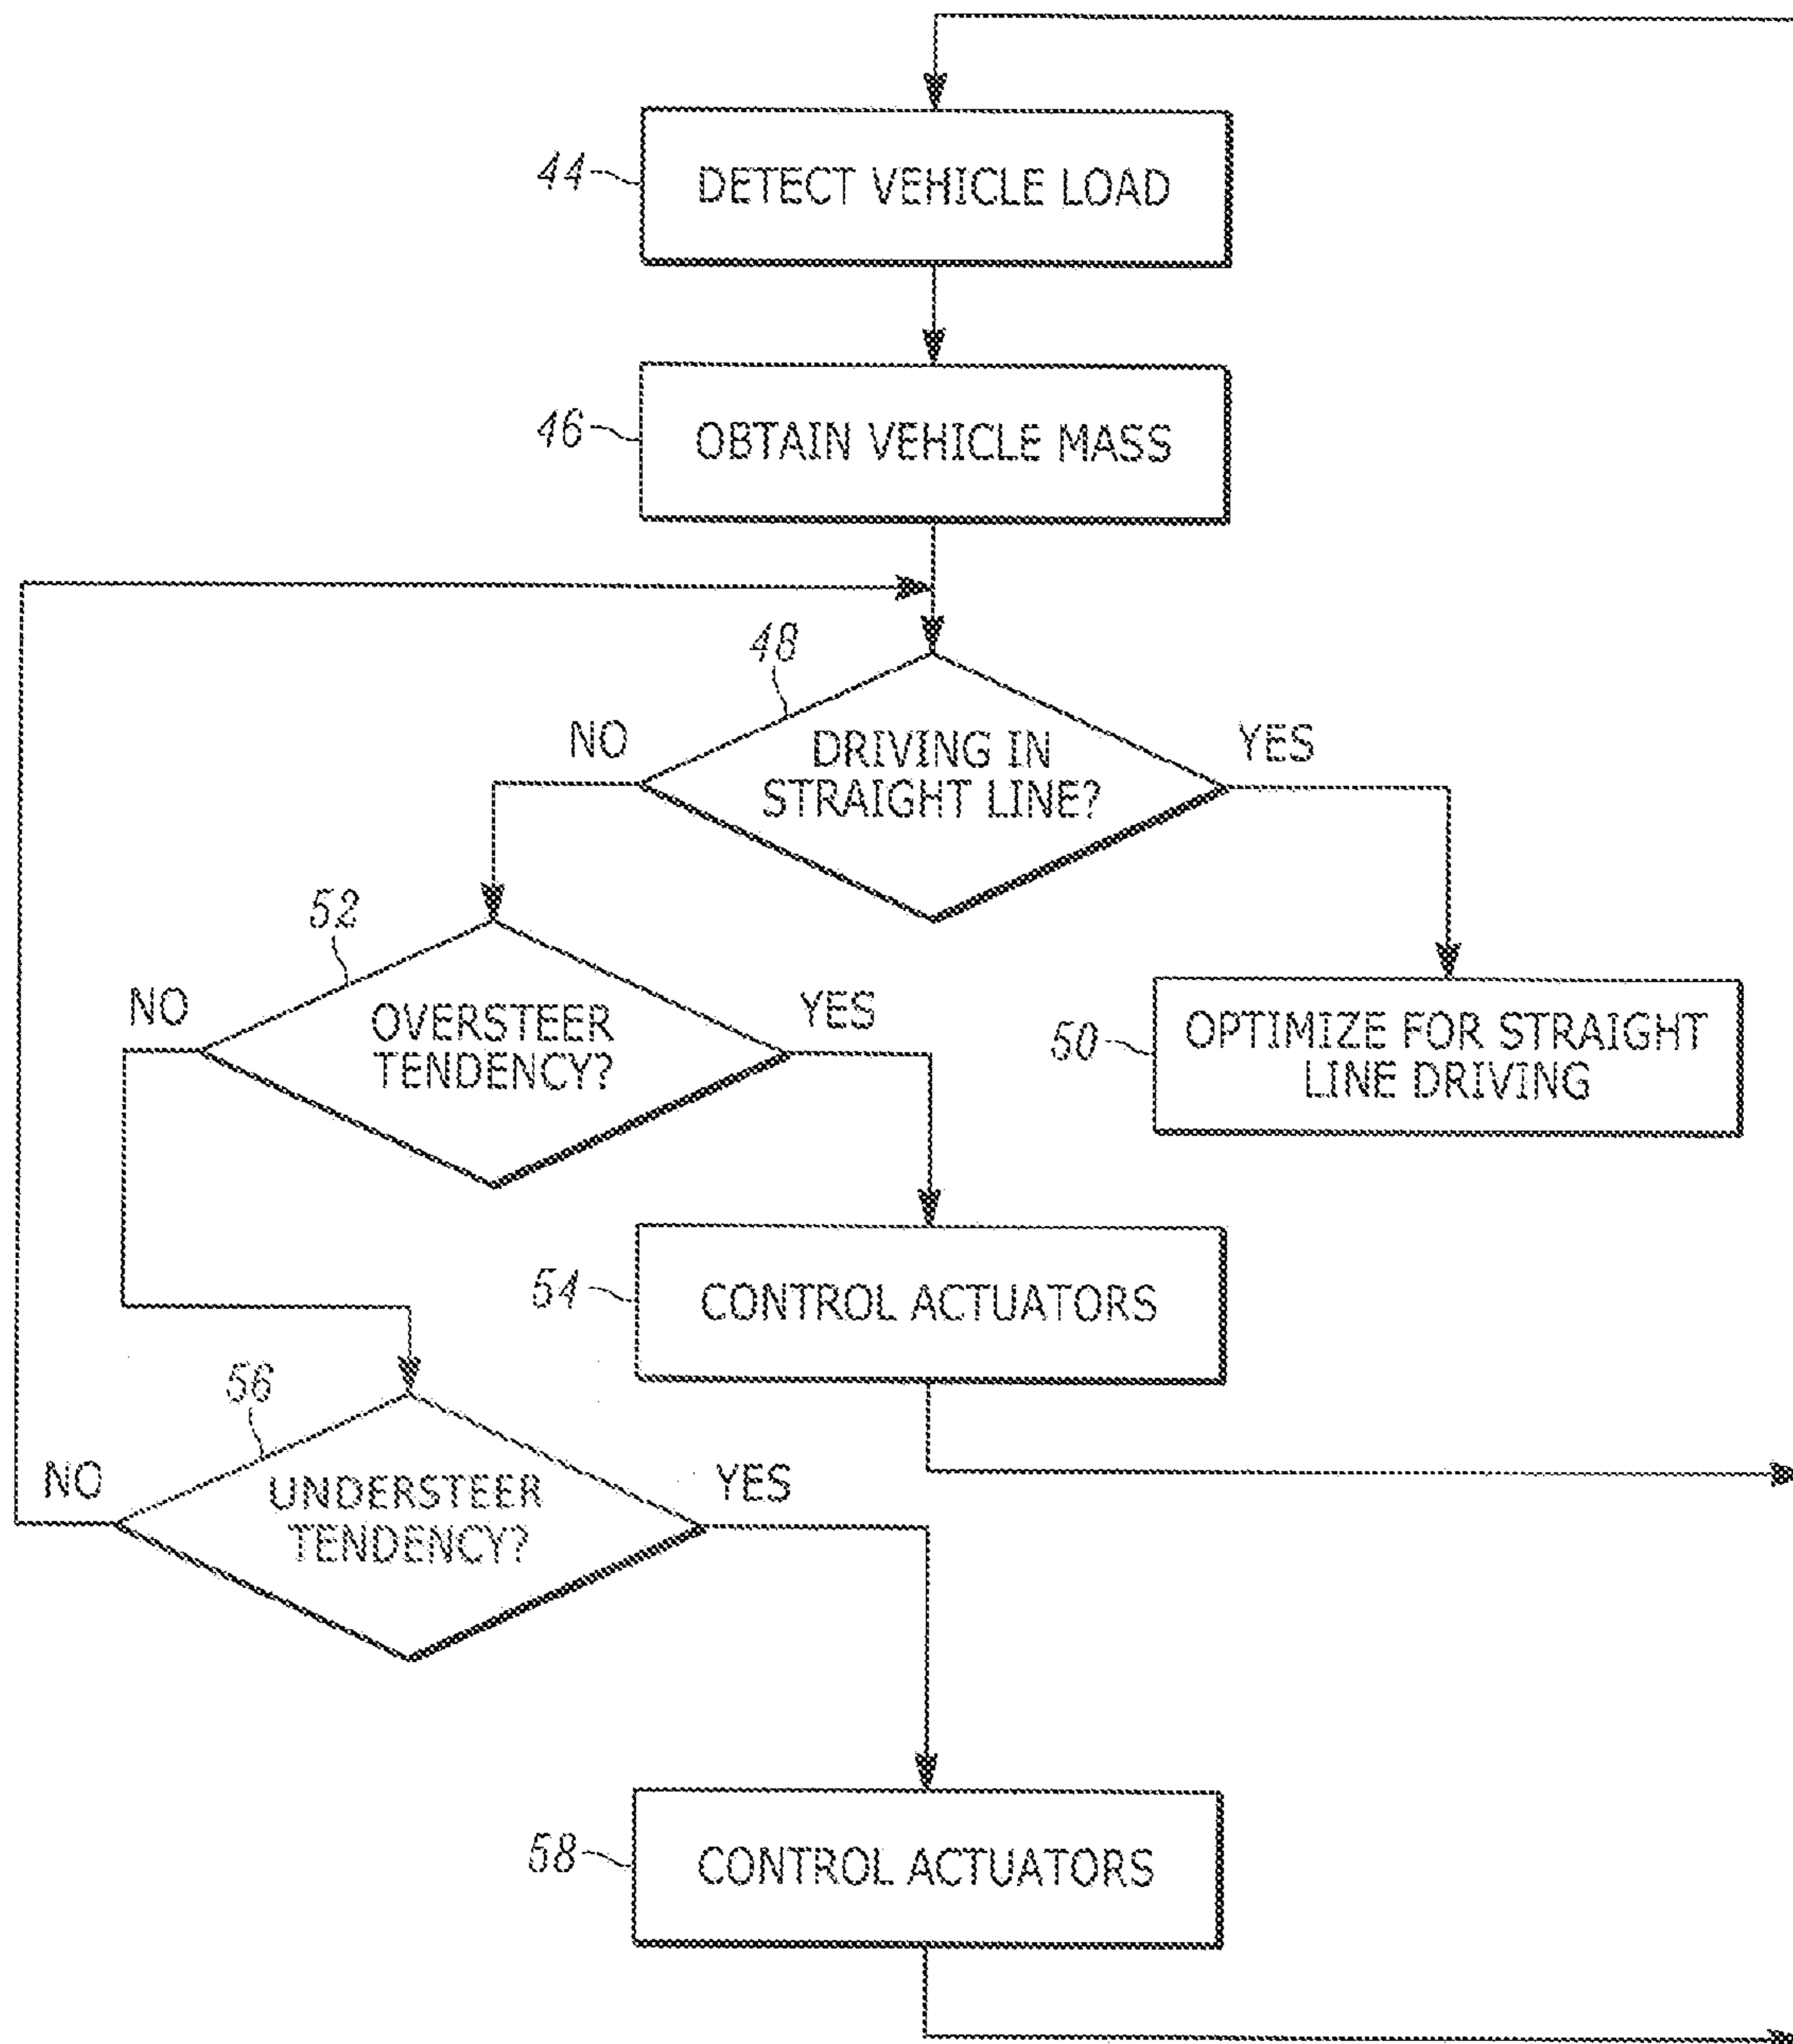 44
DETECT VEHICLE LOAD
46
OBTAIN VEHICLE MASS
48
NO
YES
DRIVING IN
STRAIGHT LINE?
52
NO
YES
OVERSTEER
TENDENCY?
50
OPTIMIZE FOR STRAIGHT
LINE DRIVING
54
CONTROL ACTUATORS
56
NO
YES
UNDERSTEER
TENDENCY?
58
CONTROL ACTUATORS